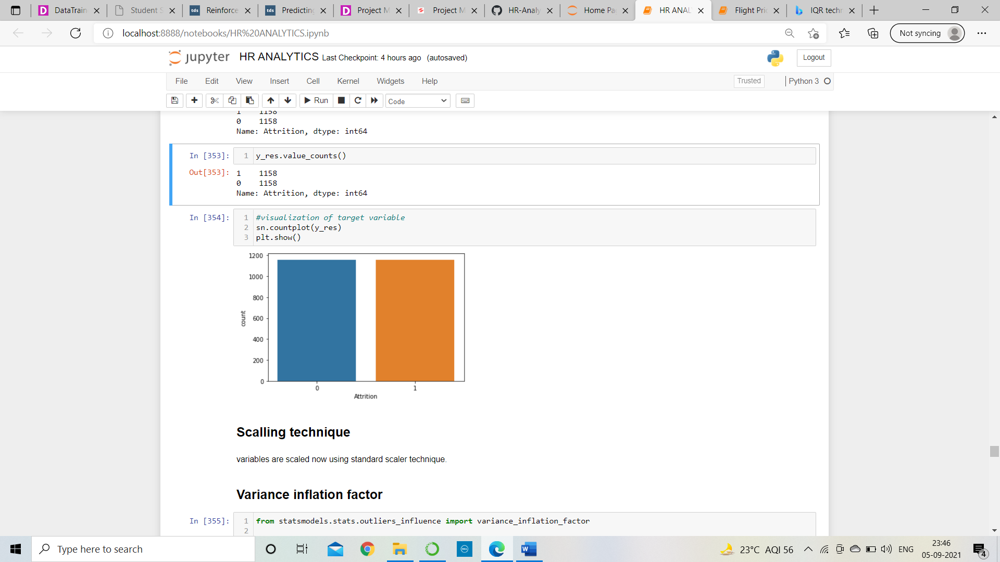 DataTrain
Student S
Reinforce
Predicting
Project M
Project M
HR-Analy
Home Pa
HR ANAL
Flight Pri
IQR techn
localhost:8888/notebooks/HR%20ANALYTICS.ipynb
Not syncing
jupyter HR ANALYTICS Last Checkpoint: 4 hours ago (autosaved)
Logout
File Edit View Insert Cell Kernel Widgets Help
Trusted
Python 3
Run
Code
1 1158
0 1158
Name: Attrition, dtype: int64
In [353]: 1 y_res.value_counts()
Out[353]: 1 1158
0 1158
Name: Attrition, dtype: int64
In [354]: 1 #visualization of target variable
2 sn.countplot(y_res)
3 plt.show()
1200
1000
800
600
400
200
0
count
0 1
Attrition
Scalling technique
variables are scaled now using standard scaler technique.
Variance inflation factor
In [355]: 1 from statsmodels.stats.outliers_influence import variance_inflation_factor
2
Type here to search
23°C AQI 56
ENG
23:46
05-09-2021
4